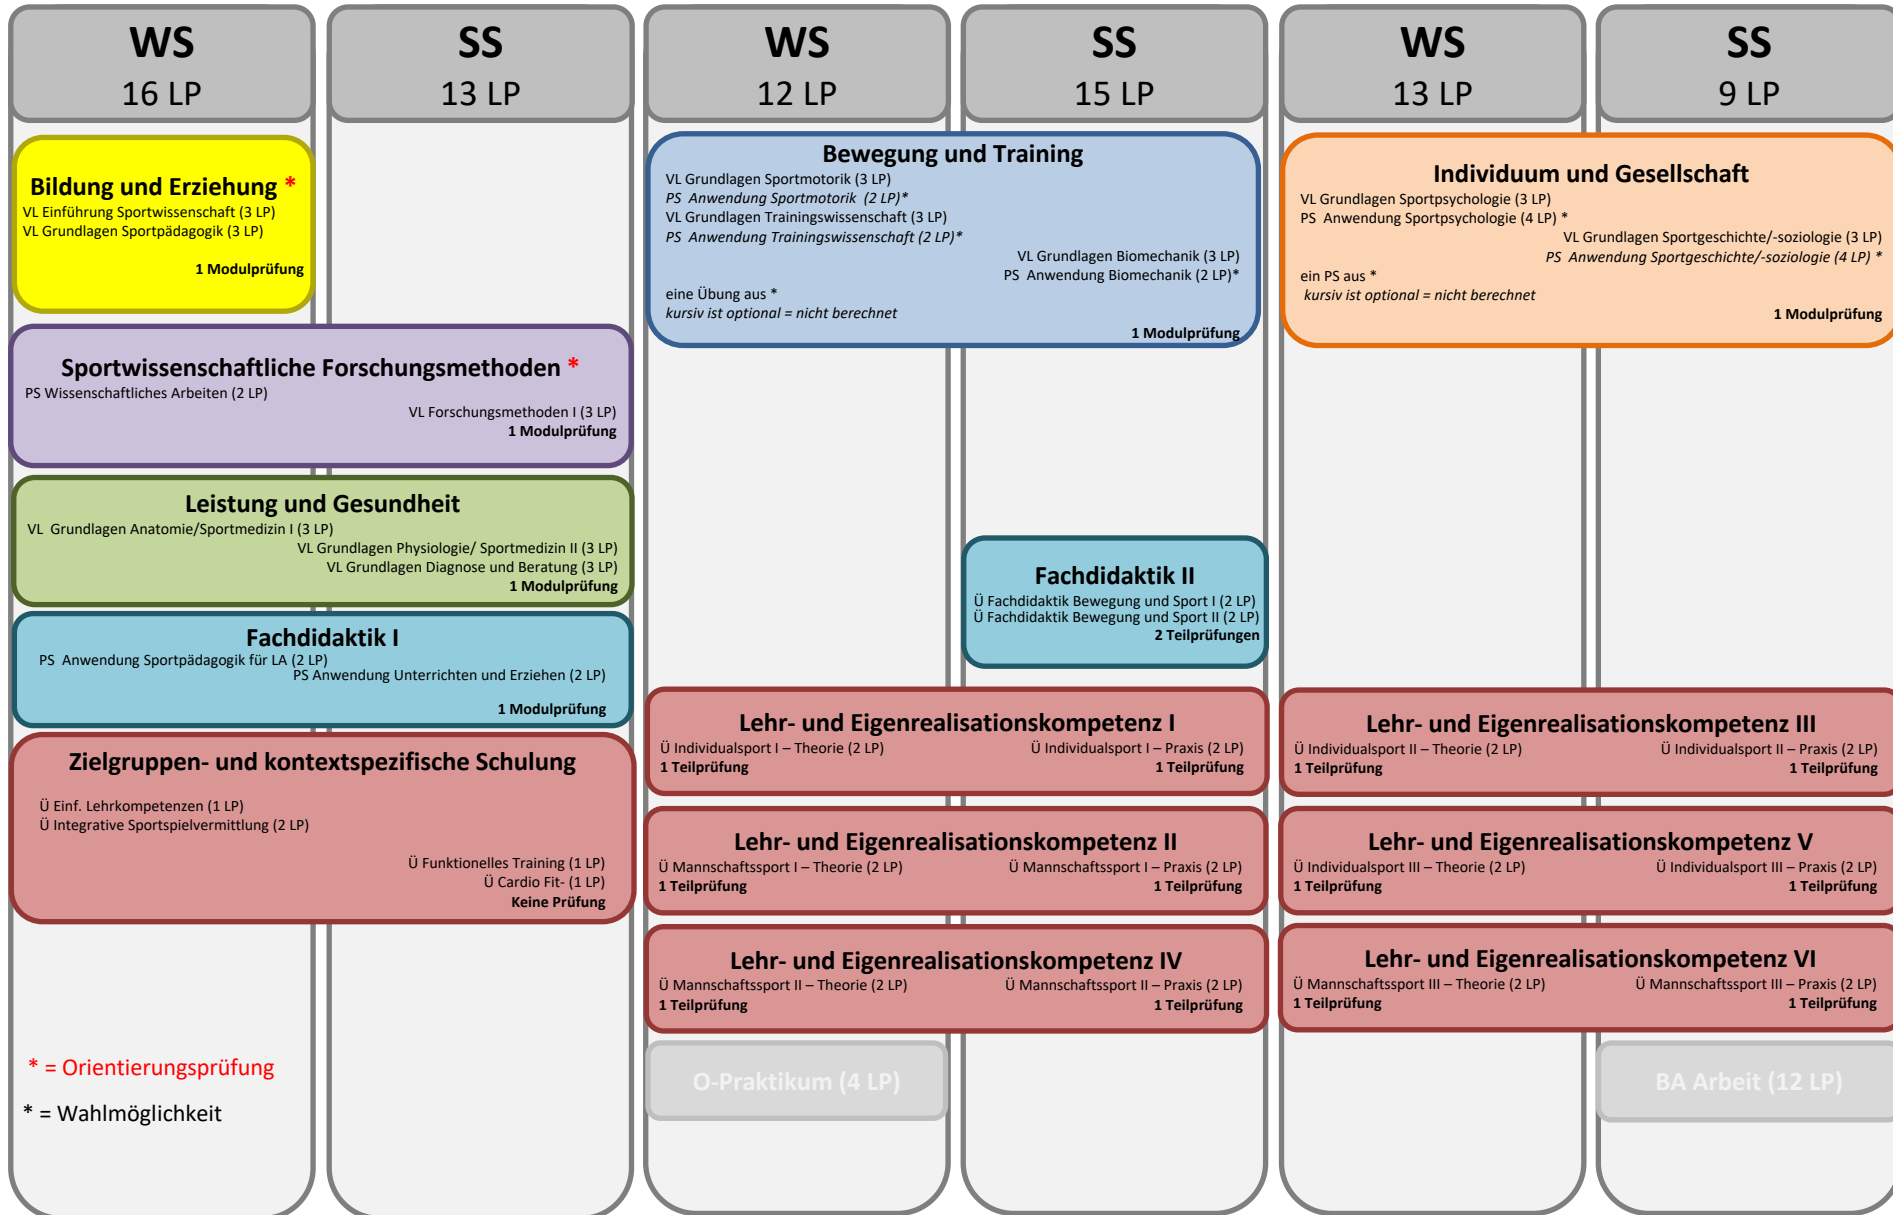 WS
16 LP
SS
13 LP
WS
12 LP
SS
15 LP
WS
13 LP
SS
9 LP
Bildung und Erziehung *
VL Einführung Sportwissenschaft (3 LP)
VL Grundlagen Sportpädagogik (3 LP)
1 Modulprüfung
Bewegung und Training
VL Grundlagen Sportmotorik (3 LP)
PS Anwendung Sportmotorik (2 LP)*
VL Grundlagen Trainingswissenschaft (3 LP)
PS Anwendung Trainingswissenschaft (2 LP)*
VL Grundlagen Biomechanik (3 LP)
PS Anwendung Biomechanik (2 LP)*
eine Übung aus *
kursiv ist optional = nicht berechnet
1 Modulprüfung
Individuum und Gesellschaft
VL Grundlagen Sportpsychologie (3 LP)
PS Anwendung Sportpsychologie (4 LP) *
VL Grundlagen Sportgeschichte/-soziologie (3 LP)
PS Anwendung Sportgeschichte/-soziologie (4 LP) *
ein PS aus *
kursiv ist optional = nicht berechnet
1 Modulprüfung
Sportwissenschaftliche Forschungsmethoden *
PS Wissenschaftliches Arbeiten (2 LP)
VL Forschungsmethoden I (3 LP)
1 Modulprüfung
Leistung und Gesundheit
VL Grundlagen Anatomie/Sportmedizin I (3 LP)
VL Grundlagen Physiologie/ Sportmedizin II (3 LP)
VL Grundlagen Diagnose und Beratung (3 LP)
1 Modulprüfung
Fachdidaktik II
Ü Fachdidaktik Bewegung und Sport I (2 LP)
Ü Fachdidaktik Bewegung und Sport II (2 LP)
2 Teilprüfungen
Fachdidaktik I
PS Anwendung Sportpädagogik für LA (2 LP)
PS Anwendung Unterrichten und Erziehen (2 LP)
1 Modulprüfung
Zielgruppen- und kontextspezifische Schulung
Ü Einf. Lehrkompetenzen (1 LP)
Ü Integrative Sportspielvermittlung (2 LP)
Ü Funktionelles Training (1 LP)
Ü Cardio Fit- (1 LP)
Keine Prüfung
Lehr- und Eigenrealisationskompetenz I
Ü Individualsport I – Theorie (2 LP)
Ü Individualsport I – Praxis (2 LP)
1 Teilprüfung
1 Teilprüfung
Lehr- und Eigenrealisationskompetenz III
Ü Individualsport II – Theorie (2 LP)
Ü Individualsport II – Praxis (2 LP)
1 Teilprüfung
1 Teilprüfung
Lehr- und Eigenrealisationskompetenz II
Ü Mannschaftssport I – Theorie (2 LP)
Ü Mannschaftssport I – Praxis (2 LP)
1 Teilprüfung
1 Teilprüfung
Lehr- und Eigenrealisationskompetenz V
Ü Individualsport III – Theorie (2 LP)
Ü Individualsport III – Praxis (2 LP)
1 Teilprüfung
1 Teilprüfung
Lehr- und Eigenrealisationskompetenz IV
Ü Mannschaftssport II – Theorie (2 LP)
Ü Mannschaftssport II – Praxis (2 LP)
1 Teilprüfung
1 Teilprüfung
Lehr- und Eigenrealisationskompetenz VI
Ü Mannschaftssport III – Theorie (2 LP)
Ü Mannschaftssport III – Praxis (2 LP)
1 Teilprüfung
1 Teilprüfung
* = Orientierungsprüfung
* = Wahlmöglichkeit
O-Praktikum (4 LP)
BA Arbeit (12 LP)